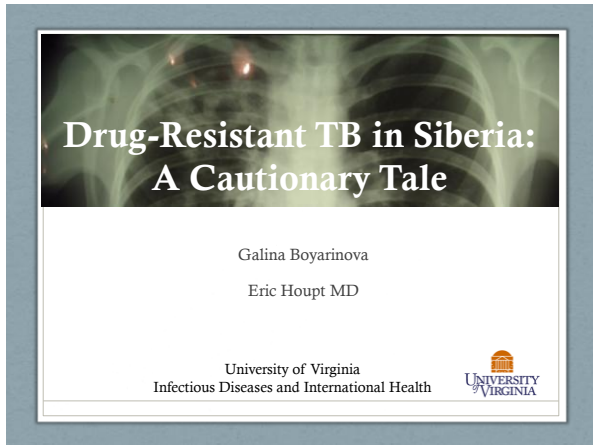 Drug-Resistant TB in Siberia:
A Cautionary Tale
Galina Boyarinova
Eric Houpt MD
University of Virginia
Infectious Diseases and International Health
UNIVERSITY
of VIRGINIA